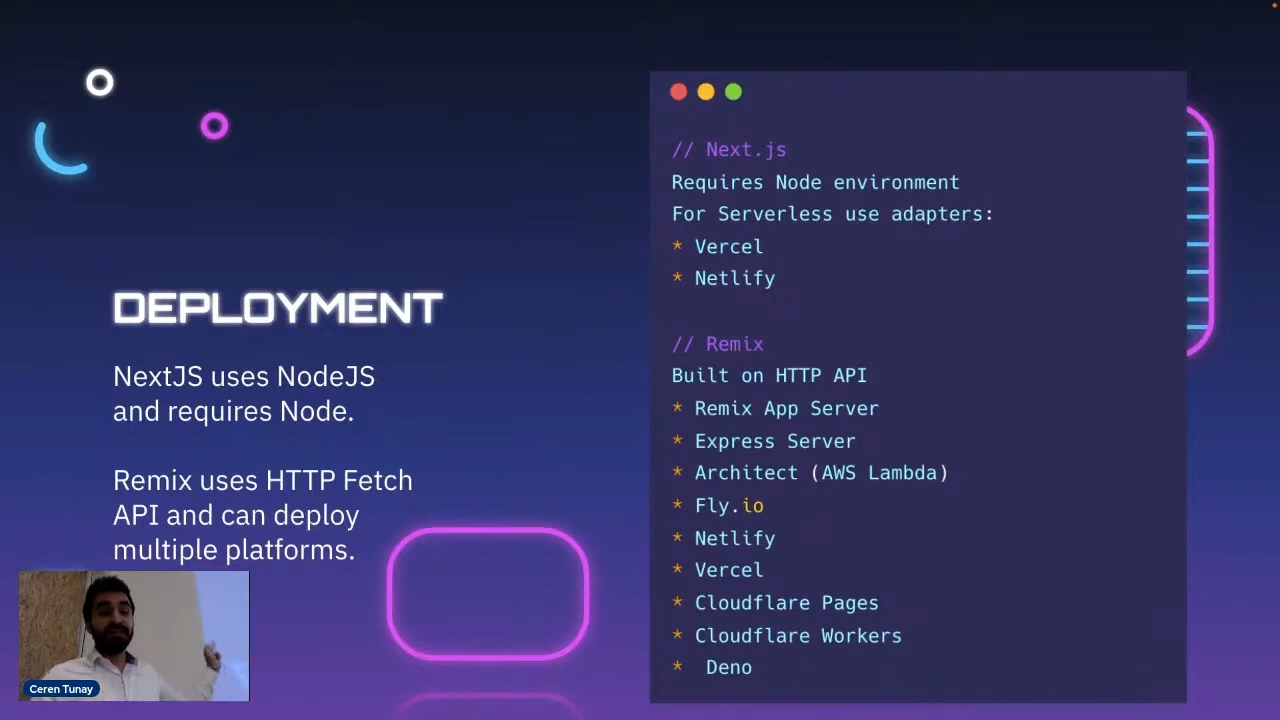 DEPLOYMENT
NextJS uses NodeJS
and requires Node.
Remix uses HTTP Fetch
API and can deploy
multiple platforms.
Ceren Tunay
// Next.js
Requires Node environment
For Serverless use adapters:
* Vercel
* Netlify
// Remix
Built on HTTP API
* Remix App Server
* Express Server
* Architect (AWS Lambda)
* Fly.io
* Netlify
* Vercel
* Cloudflare Pages
* Cloudflare Workers
* Deno